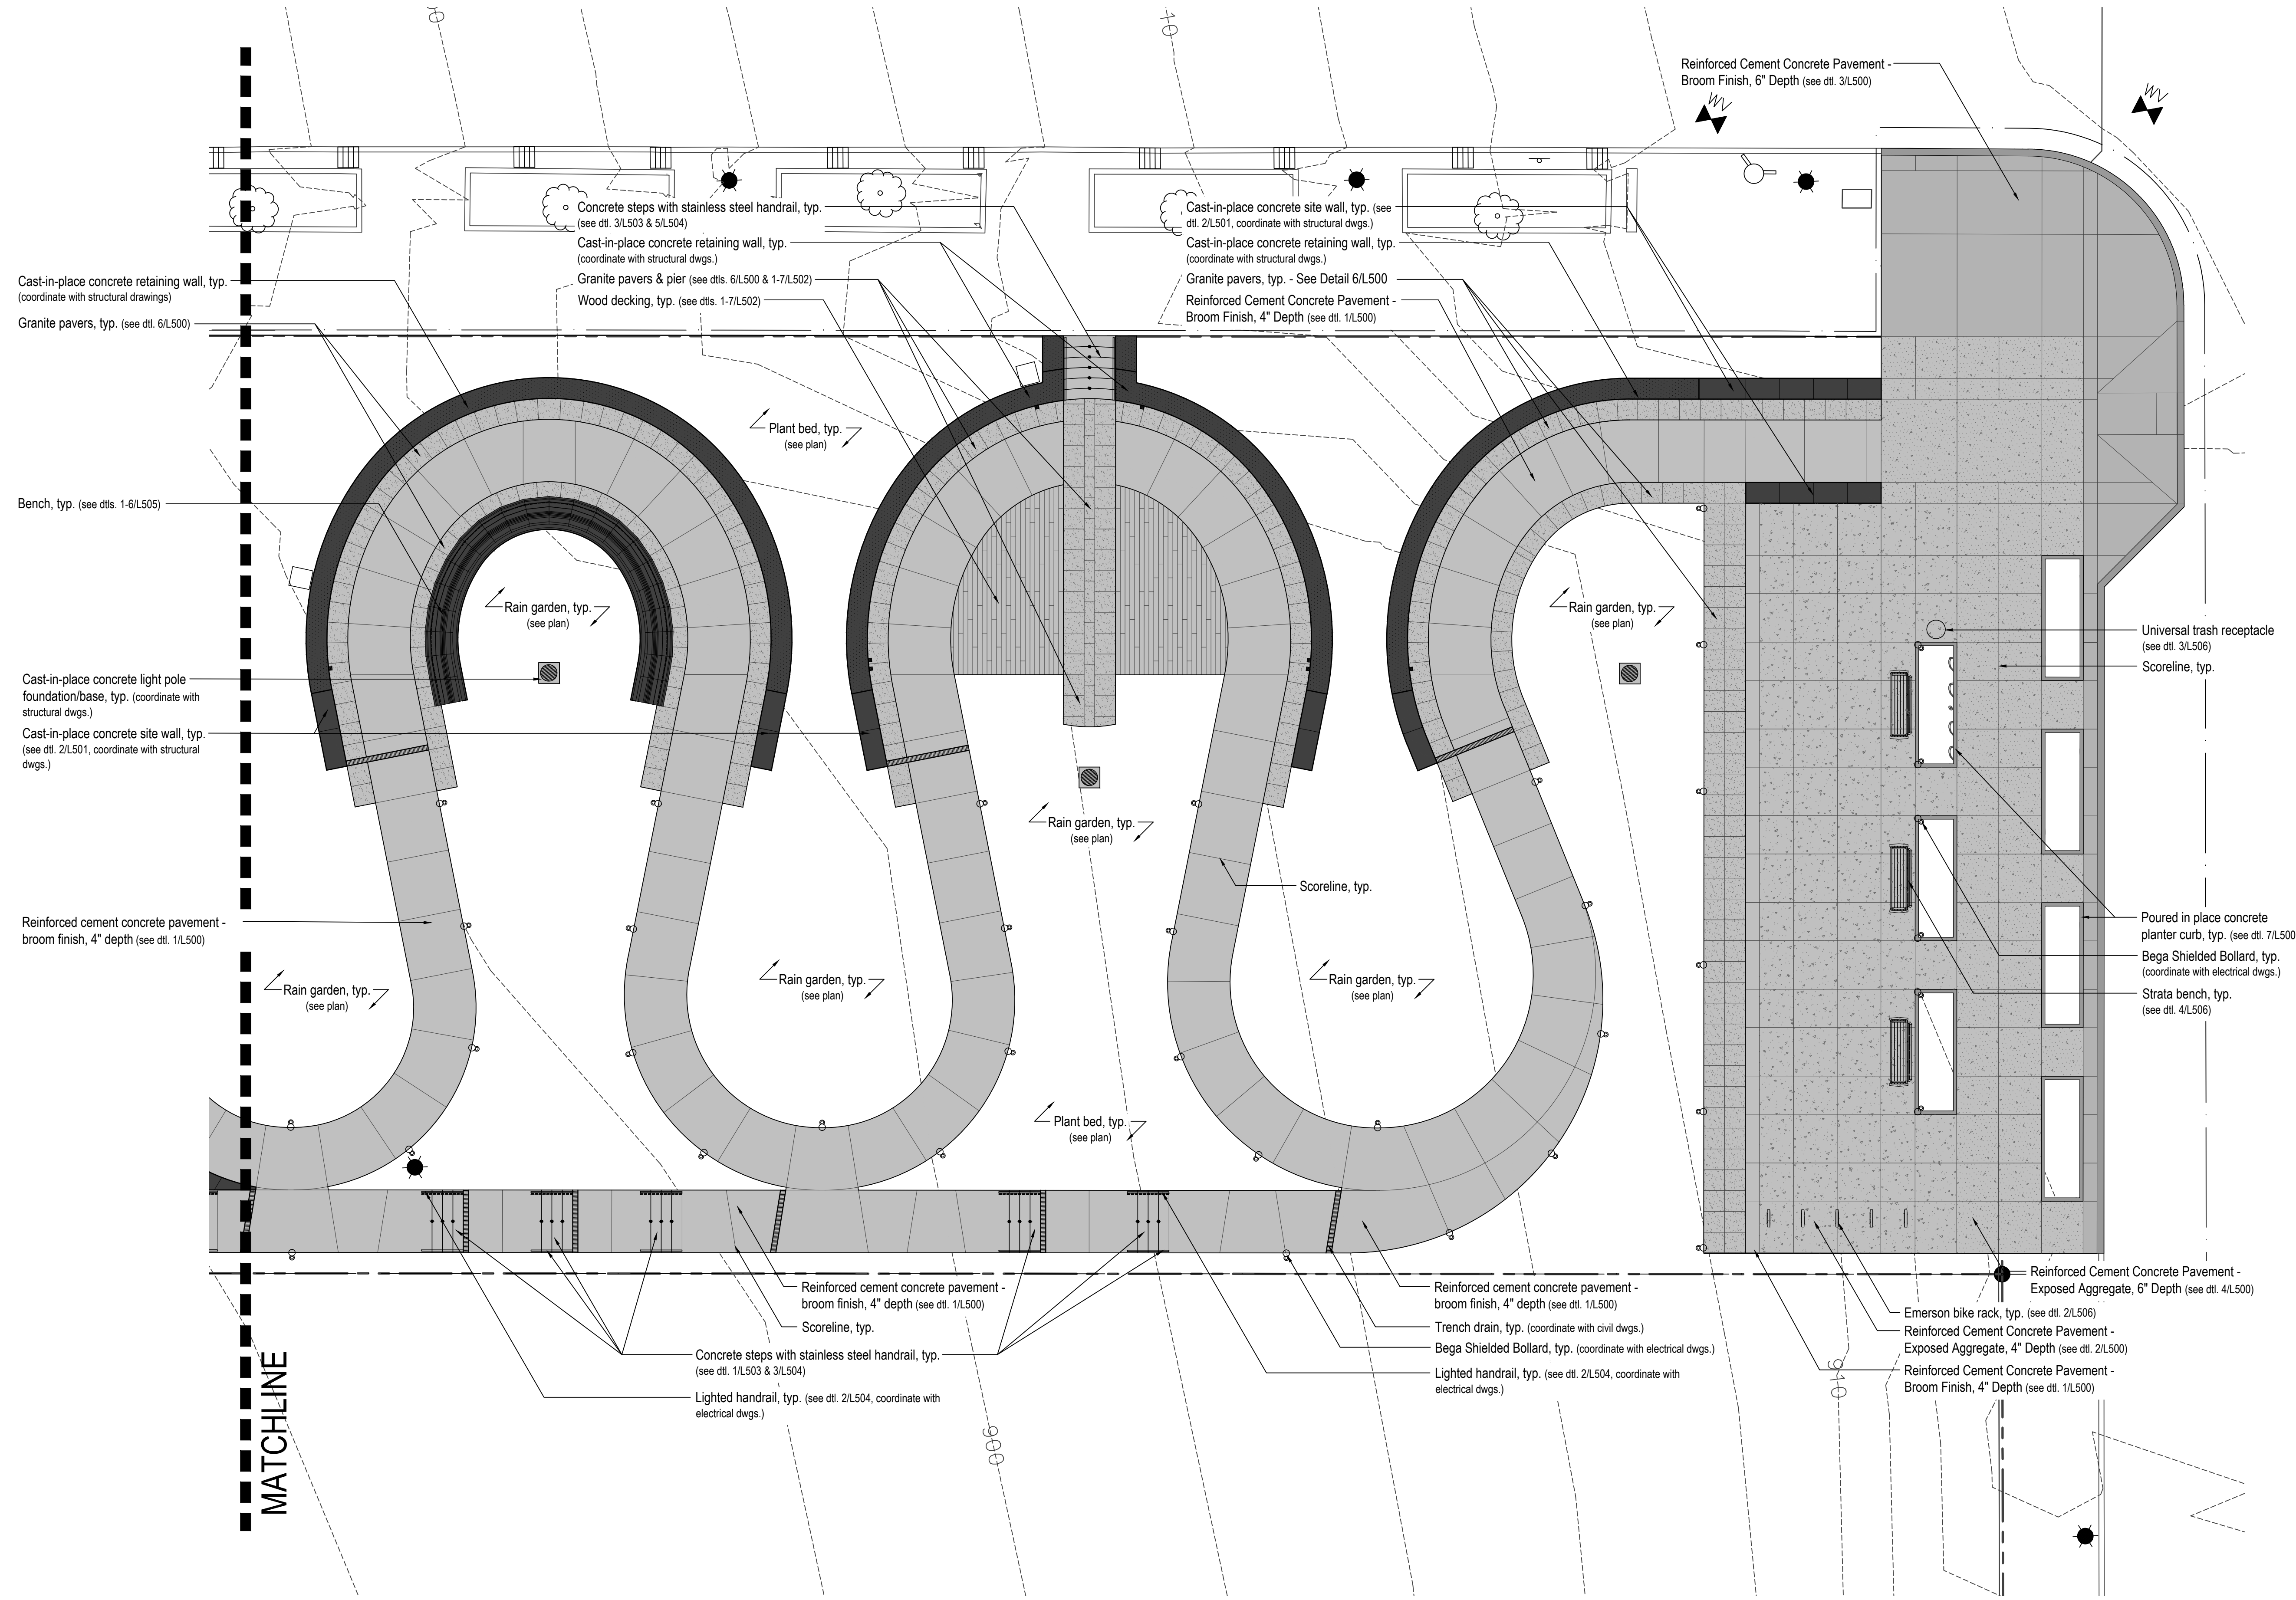 Reinforced Cement Concrete Pavement -
Broom Finish, 6" Depth (see dtl. 3/L500)
10
WV
WV
Concrete steps with stainless steel handrail, typ.
(see dtl. 3/L503 & 5/L504)
Cast-in-place concrete retaining wall, typ.
(coordinate with structural dwgs.)
Granite pavers & pier (see dtls. 6/L500 & 1-7/L502)
Wood decking, typ. (see dtls. 1-7/L502)
Cast-in-place concrete site wall, typ. (see
dtl. 2/L501, coordinate with structural dwgs.)
Cast-in-place concrete retaining wall, typ.
(coordinate with structural dwgs.)
Granite pavers, typ. - See Detail 6/L500
Reinforced Cement Concrete Pavement -
Broom Finish, 4" Depth (see dtl. 1/L500)
Cast-in-place concrete retaining wall, typ.
(coordinate with structural drawings)
Granite pavers, typ. (see dtl. 6/L500)
Plant bed, typ.
(see plan)
Bench, typ. (see dtls. 1-6/L505)
Rain garden, typ.
(see plan)
Rain garden, typ.
(see plan)
Universal trash receptacle
(see dtl. 3/L506)
Scoreline, typ.
Cast-in-place concrete light pole
foundation/base, typ. (coordinate with
structural dwgs.)
Cast-in-place concrete site wall, typ.
(see dtl. 2/L501, coordinate with structural
dwgs.)
Rain garden, typ.
(see plan)
Scoreline, typ.
Reinforced cement concrete pavement -
broom finish, 4" depth (see dtl. 1/L500)
Poured in place concrete
planter curb, typ. (see dtl. 7/L500
Bega Shielded Bollard, typ.
(coordinate with electrical dwgs.)
Strata bench, typ.
(see dtl. 4/L506)
Rain garden, typ.
(see plan)
Rain garden, typ.
(see plan)
Rain garden, typ.
(see plan)
Plant bed, typ.
(see plan)
Reinforced cement concrete pavement -
broom finish, 4" depth (see dtl. 1/L500)
Scoreline, typ.
Concrete steps with stainless steel handrail, typ.
(see dtl. 1/L503 & 3/L504)
Lighted handrail, typ. (see dtl. 2/L504, coordinate with
electrical dwgs.)
Reinforced cement concrete pavement -
broom finish, 4" depth (see dtl. 1/L500)
Trench drain, typ. (coordinate with civil dwgs.)
Bega Shielded Bollard, typ. (coordinate with electrical dwgs.)
Lighted handrail, typ. (see dtl. 2/L504, coordinate with
electrical dwgs.)
Reinforced Cement Concrete Pavement -
Exposed Aggregate, 6" Depth (see dtl. 4/L500)
Emerson bike rack, typ. (see dtl. 2/L506)
Reinforced Cement Concrete Pavement -
Exposed Aggregate, 4" Depth (see dtl. 2/L500)
Reinforced Cement Concrete Pavement -
Broom Finish, 4" Depth (see dtl. 1/L500)
MATCHLINE
900